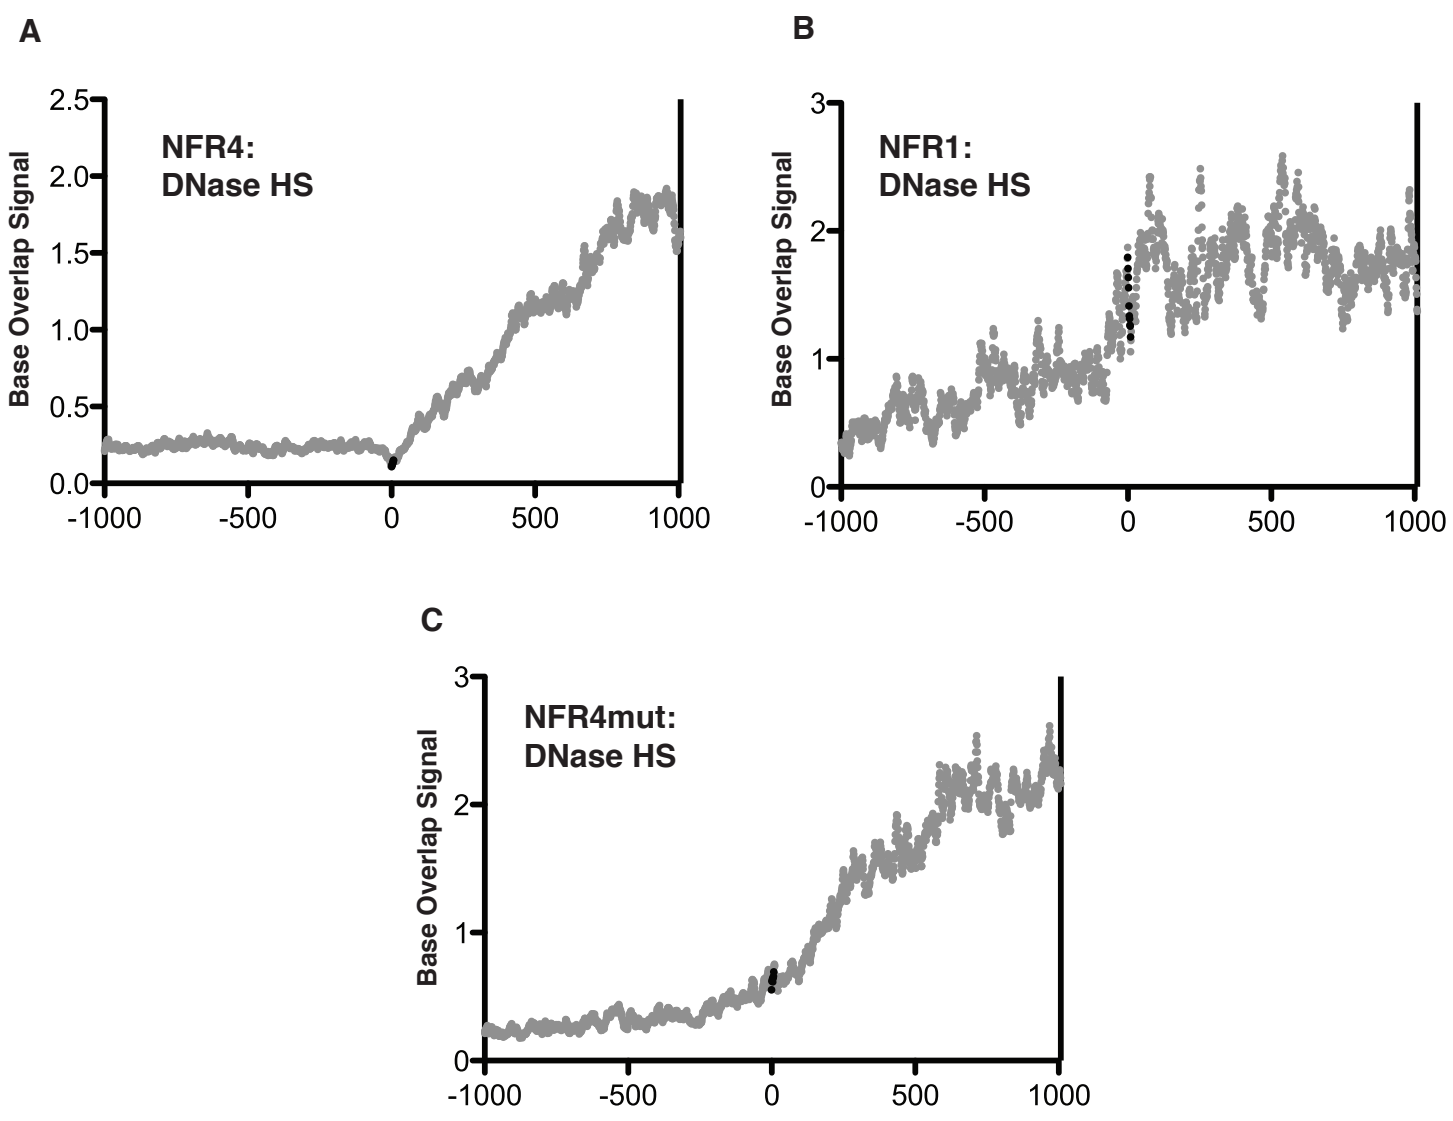 A
2.5
2.0
1.5
1.0
0.5
0.0
Base Overlap Signal
NFR4:
DNase HS
-1000 -500 0 500 1000
B
3
2
1
0
Base Overlap Signal
NFR1:
DNase HS
-1000 -500 0 500 1000
C
3
2
1
0
Base Overlap Signal
NFR4mut:
DNase HS
-1000 -500 0 500 1000